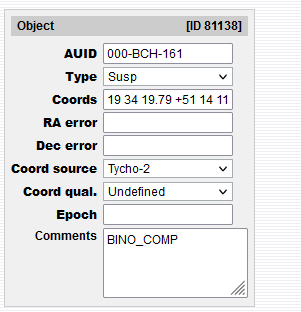 Object [ID 81138]
AUID 000-BCH-161
Type Susp
Coords 19 34 19.79 +51 14 11
RA error
Dec error
Coord source Tycho-2
Coord qual. Undefined
Epoch
Comments BINO_COMP